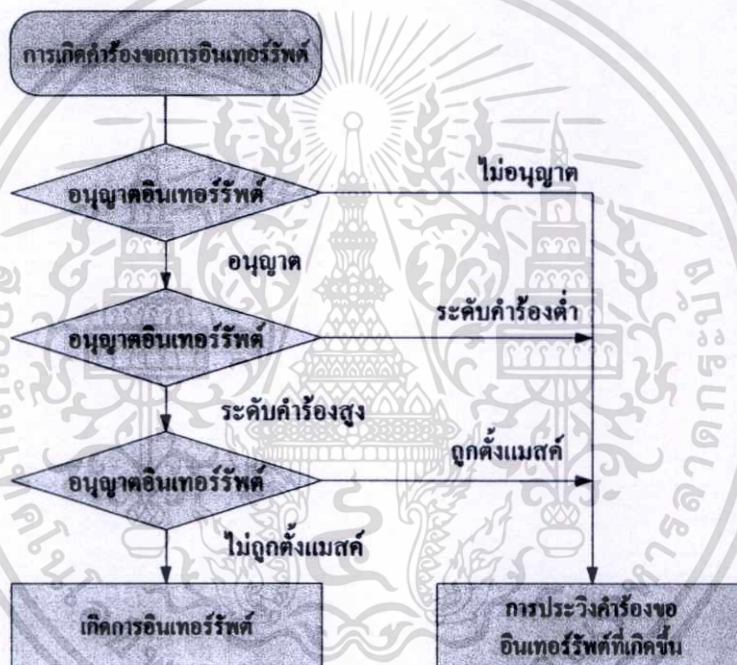 การเกิดคำร้องขอการอินเทอร์รัพต์
อนุญาตอินเทอร์รัพต์
ไม่อนุญาต
อนุญาต
อนุญาตอินเทอร์รัพต์
ระดับคำร้องต่ำ
ระดับคำร้องสูง
อนุญาตอินเทอร์รัพต์
ถูกตั้งแมสค์
ไม่ถูกตั้งแมสค์
เกิดการอินเทอร์รัพต์
การประวิงคำร้องขอ
อินเทอร์รัพต์ที่เกิดขึ้น